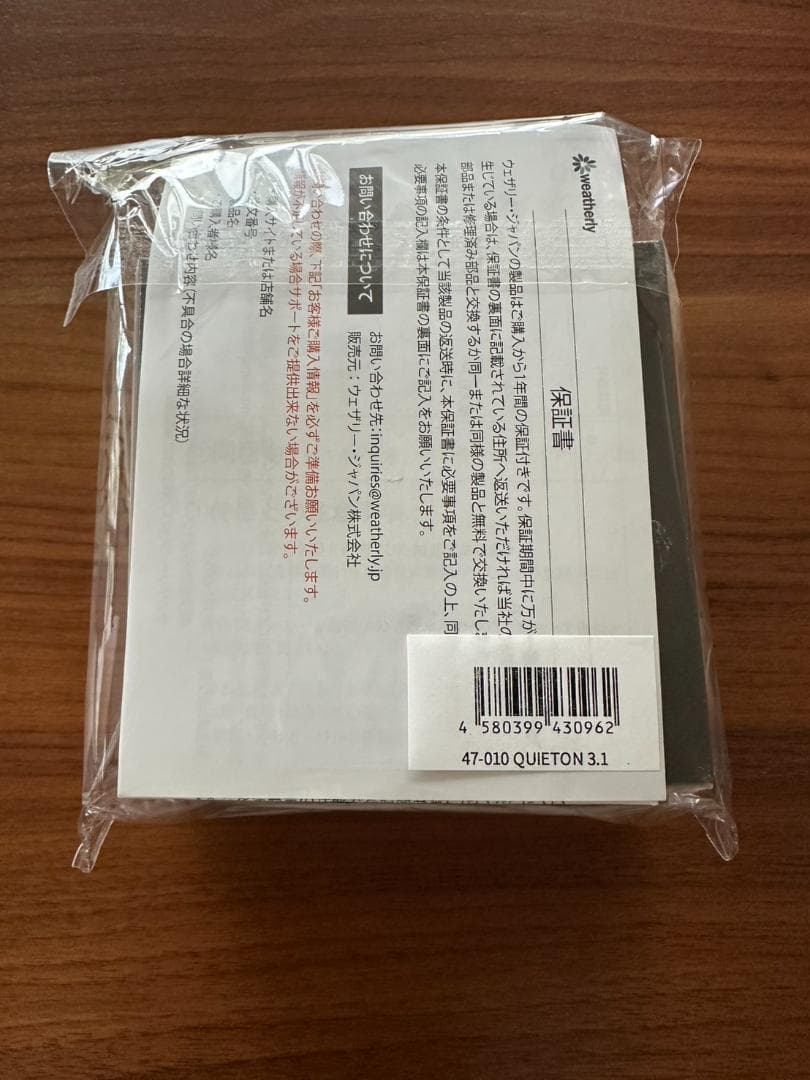 weatherly
保証書
ウェザリー・ジャパンの製品はご購入から1年間の保証付きです。保証期間中に万が
生じている場合は、保証書の裏面に記載されている住所へ返送いただければ当社の
部品または修理済み部品と交換するか同一または同様の製品と無料で交換いたしま
本保証書の条件として当該製品の返送時に、本保証書に必要事項をご記入の上、同
必要事項の記入欄は本保証書の裏面にご記入をお願いいたします。
お問い合わせについて
お問い合わせ先:inquiries@weatherly.jp
販売元:ウェザリー・ジャパン株式会社
い合わせの際、下記「お客様ご購入情報」を必ずご準備お願いいたします。
情報が不足している場合サポートをご提供出来ない場合がございます。
サイトまたは店舗名
文番号
品名
購入者様名
問い合わせ内容(不具合の場合詳細な状況)
4 580399 430962
47-010 QUIETON 3.1